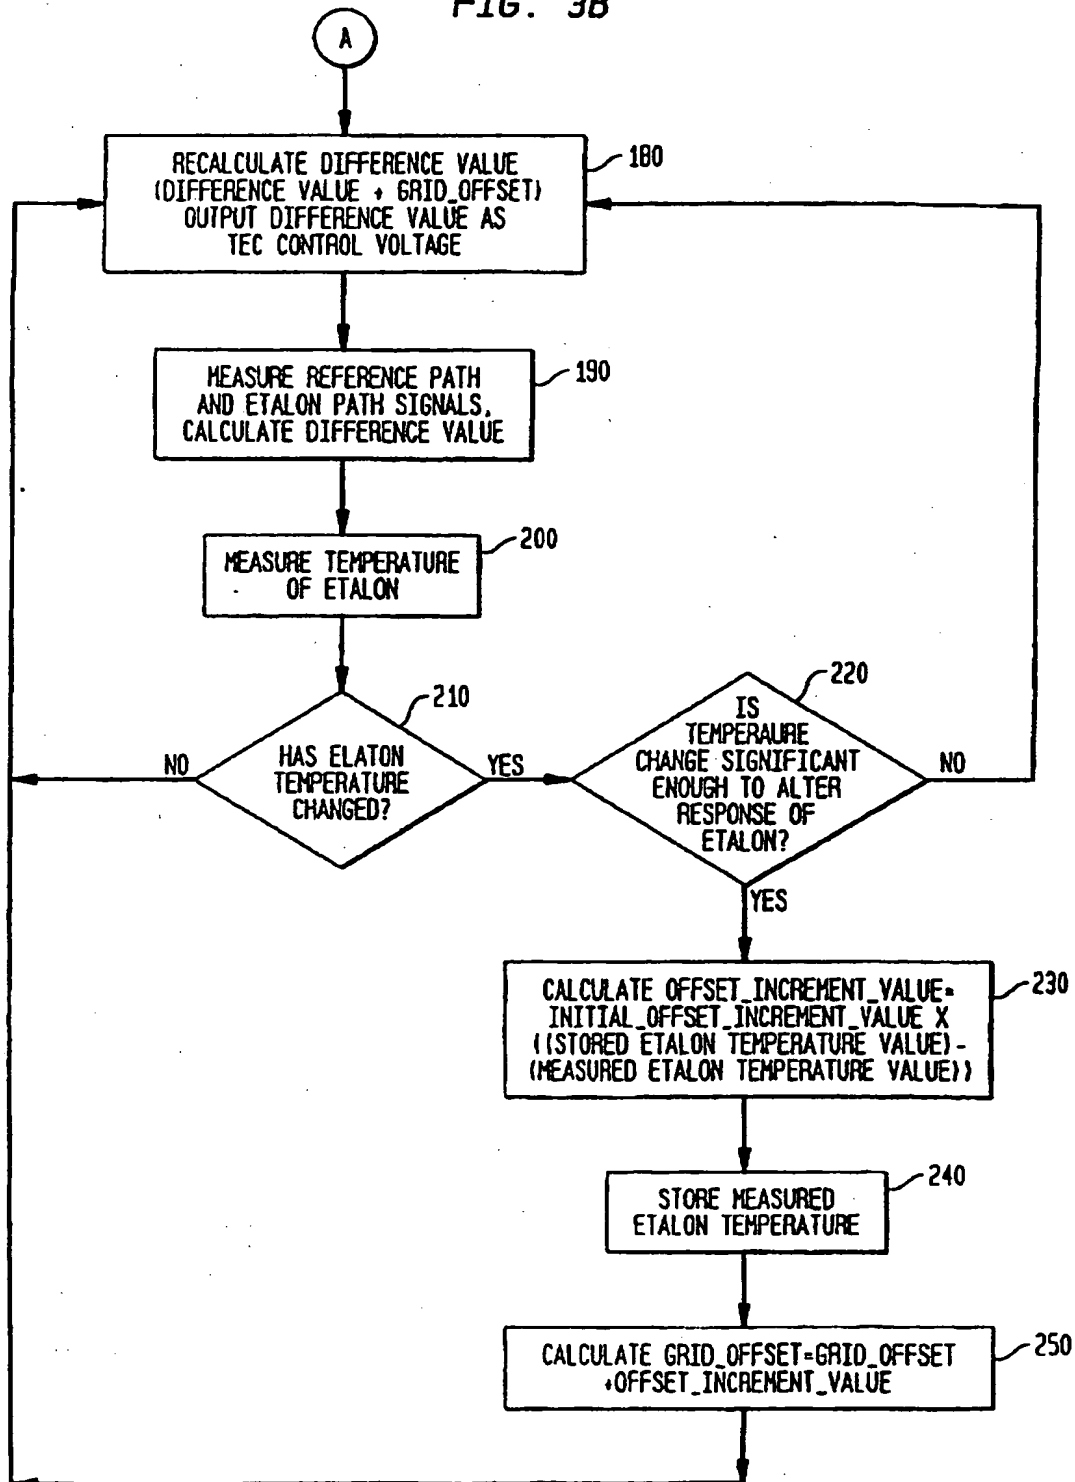 FIG. 3B
A
RECALCULATE DIFFERENCE VALUE
(DIFFERENCE VALUE + GRID_OFFSET)
OUTPUT DIFFERENCE VALUE AS
TEC CONTROL VOLTAGE
180
MEASURE REFERENCE PATH
AND ETALON PATH SIGNALS,
CALCULATE DIFFERENCE VALUE
190
MEASURE TEMPERATURE
OF ETALON
200
HAS ELATON
TEMPERATURE
CHANGED?
210
NO
YES
IS
TEMPERAURE
CHANGE SIGNIFICANT
ENOUGH TO ALTER
RESPONSE OF
ETALON?
220
NO
YES
CALCULATE OFFSET_INCREMENT_VALUE=
INITIAL_OFFSET_INCREMENT_VALUE X
((STORED ETALON TEMPERATURE VALUE)-
(MEASURED ETALON TEMPERATURE VALUE))
230
STORE MEASURED
ETALON TEMPERATURE
240
CALCULATE GRID_OFFSET=GRID_OFFSET
+OFFSET_INCREMENT_VALUE
250